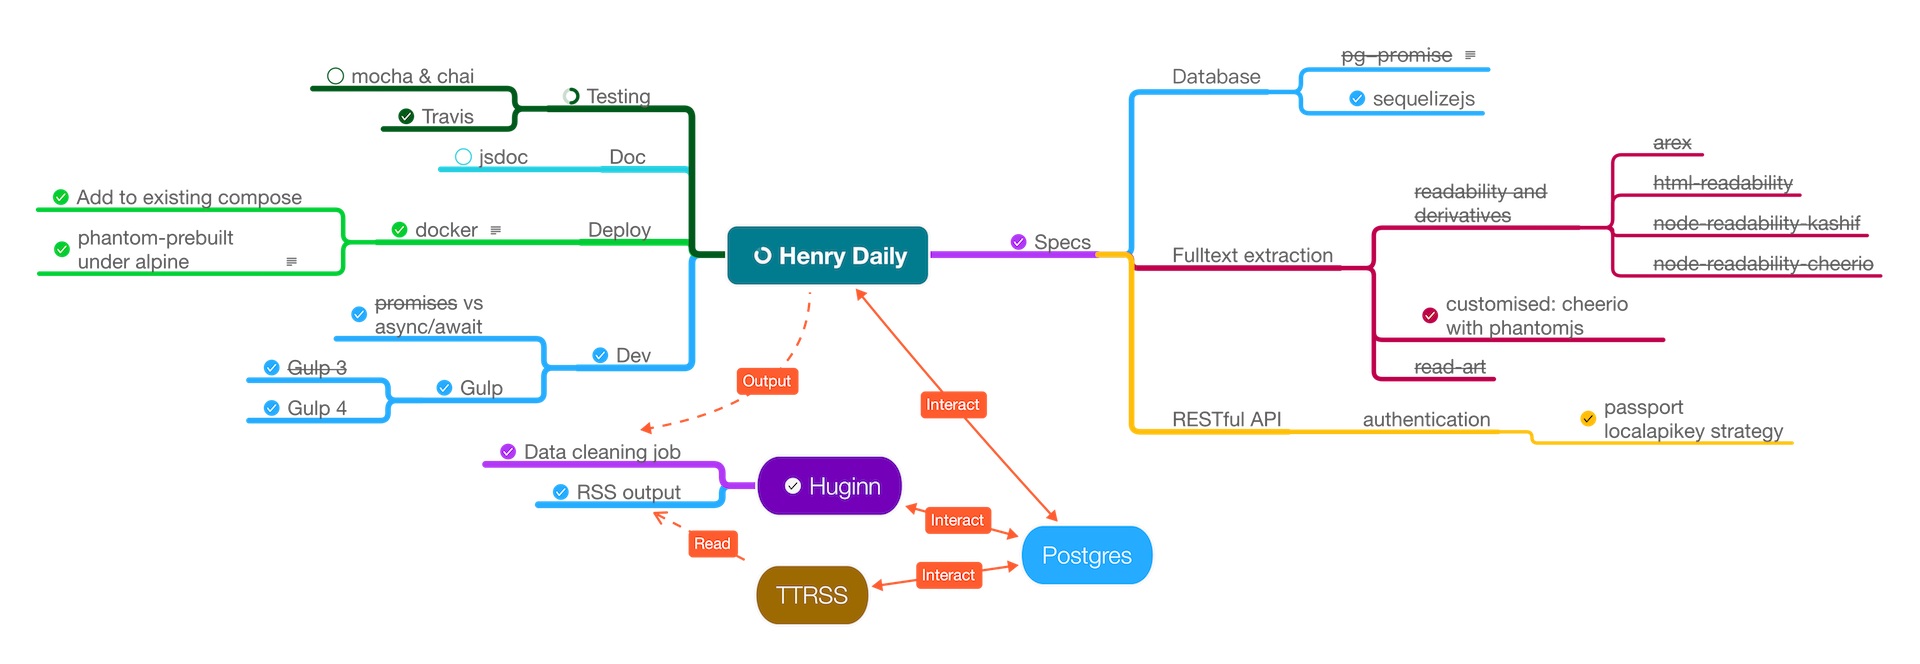 mocha & chai
Testing
Travis
jsdoc
Doc
Add to existing compose
docker
Deploy
phantom-prebuilt
under alpine
promises vs
async/await
Dev
Gulp 3
Gulp
Gulp 4
Henry Daily
Specs
Database
pg-promise
sequelizejs
Fulltext extraction
readability and
derivatives
arex
html-readability
node-readability-kashif
node-readability-cheerio
customised: cheerio
with phantomjs
read-art
RESTful API
authentication
passport
localapikey strategy
Output
Interact
Data cleaning job
RSS output
Huginn
Interact
Read
Postgres
Interact
TTRSS